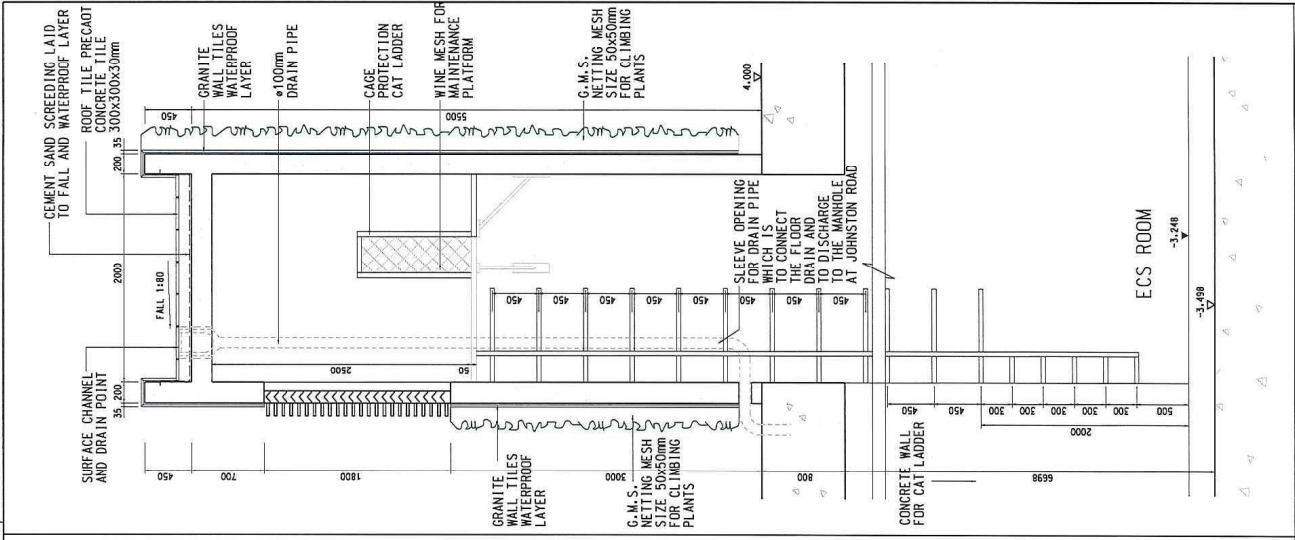 CEMENT SAND SCREEDING LAID
TO FALL AND WATERPROOF LAYER
ROOF TILE PRECAOT
CONCRETE TILE
300x300x30mm
GRANITE
WALL TILES
WATERPROOF
LAYER
ø100mm
DRAIN PIPE
CAGE
PROTECTION
CAT LADDER
WINE MESH FOR
MAINTENANCE
PLATFORM
G.M.S.
NETTING MESH
SIZE 50x50mm
FOR CLIMBING
PLANTS
450
5500
4.000
35
200
2000
200
35
FALL 1:80
SURFACE CHANNEL
AND DRAIN POINT
2500
50
SLEEVE OPENING
FOR DRAIN PIPE
WHICH IS
TO CONNECT
THE FLOOR
DRAIN AND
TO DISCHARGE
TO THE MANHOLE
AT JOHNSTON ROAD
450
450
450
450
450
450
450
450
ECS ROOM
-3.248
-3.498
450
450
300
300
300
300
300
500
2000
450
700
1800
3000
800
6698
GRANITE
WALL TILES
WATERPROOF
LAYER
G.M.S.
NETTING MESH
SIZE 50x50mm
FOR CLIMBING
PLANTS
CONCRETE WALL
FOR CAT LADDER